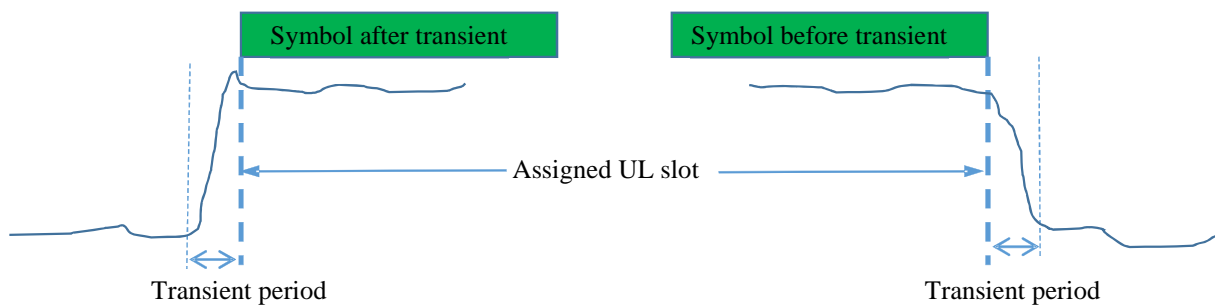 Symbol after transient
Symbol before transient
Assigned UL slot
Transient period
Transient period